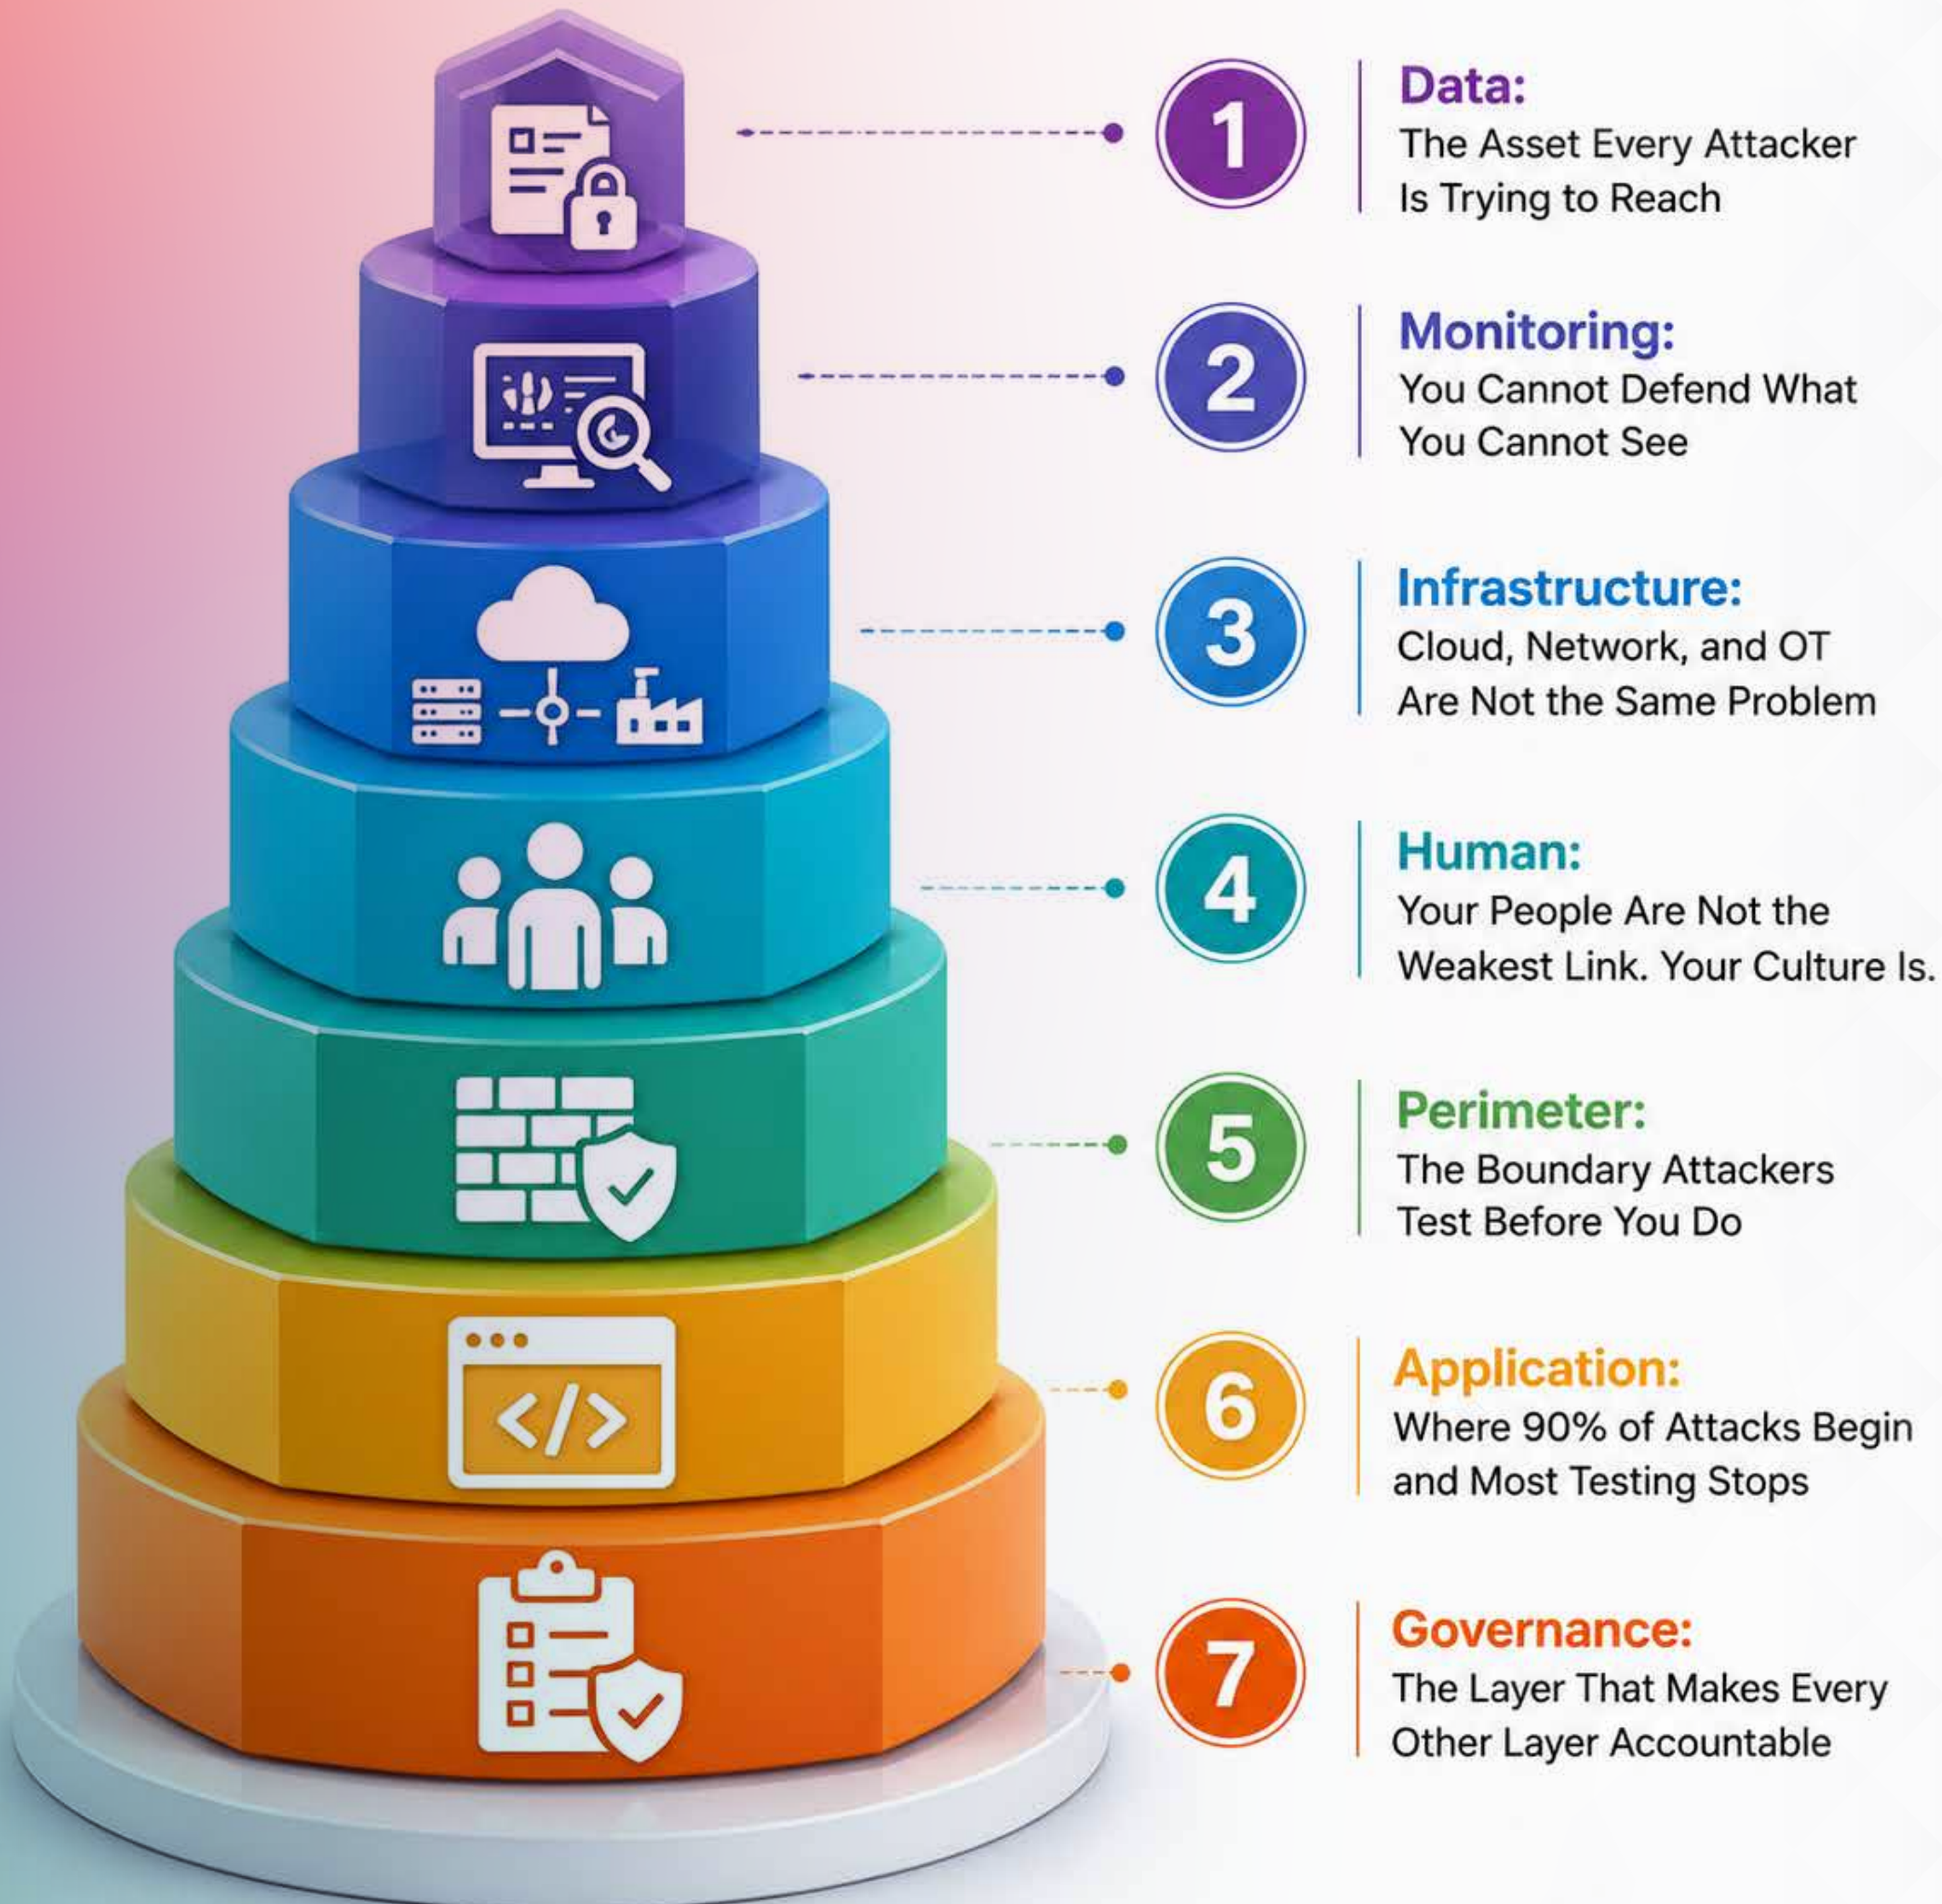 1
Data:
The Asset Every Attacker
Is Trying to Reach
2
Monitoring:
You Cannot Defend What
You Cannot See
3
Infrastructure:
Cloud, Network, and OT
Are Not the Same Problem
4
Human:
Your People Are Not the
Weakest Link. Your Culture Is.
5
Perimeter:
The Boundary Attackers
Test Before You Do
</>
6
Application:
Where 90% of Attacks Begin
and Most Testing Stops
7
Governance:
The Layer That Makes Every
Other Layer Accountable